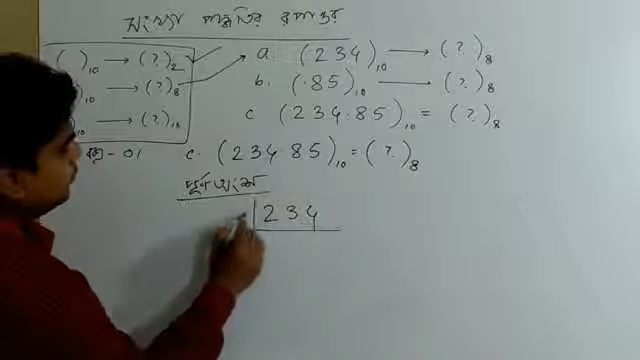 সংখ্যা পদ্ধতির রূপান্তর
( )₁₀ → (?)₂
)₁₀ → (?)₈
)₁₀ → (?)₁₆
a (234)₁₀ → (?)₈
b. (.85)₁₀ → (?)₈
c (234.85)₁₀ = (?)₈
- 01
c. (234.85)₁₀ = (?)₈
পূর্ণ অংশ
234